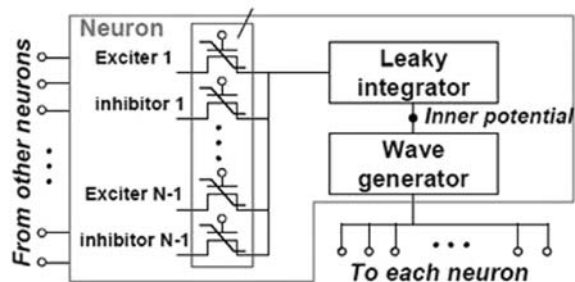 Neuron
Exciter 1
inhibitor 1
Exciter N-1
inhibitor N-1
From other neurons
Leaky
integrator
Inner potential
Wave
generator
To each neuron